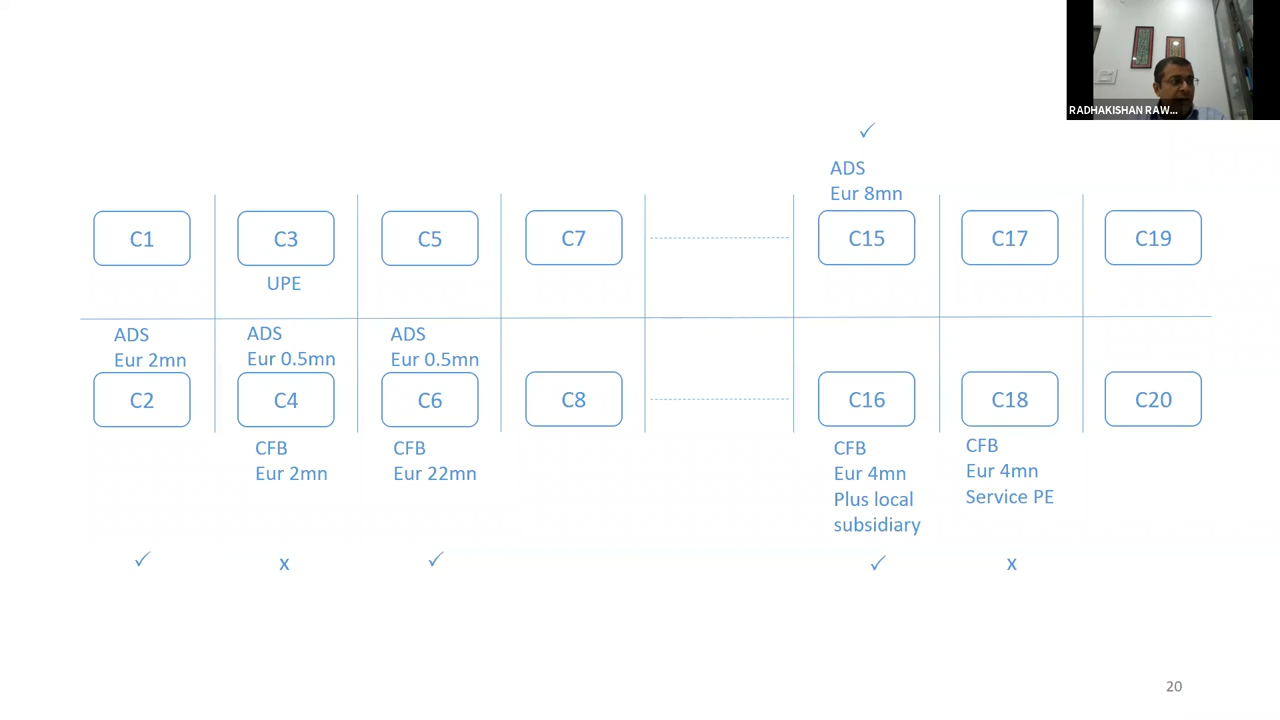 RADHAKISHAN RAW...
✓
ADS
Eur 8mn
C1
C3
C5
C7
C15
C17
C19
UPE
ADS
Eur 2mn
ADS
Eur 0.5mn
ADS
Eur 0.5mn
C2
C4
C6
C8
C16
C18
C20
CFB
Eur 2mn
CFB
Eur 22mn
CFB
Eur 4mn
Plus local
subsidiary
CFB
Eur 4mn
Service PE
✓
x
✓
✓
x
20